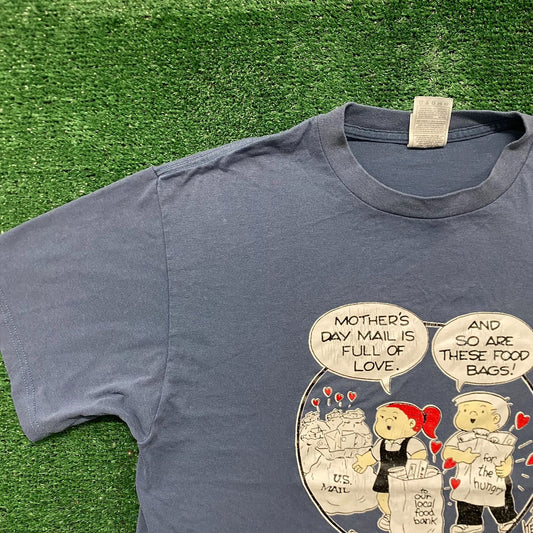 MOTHER'S
DAY MAIL IS
FULL OF
LOVE.
AND
SO ARE
THESE FOOD
BAGS!
U.S.
MAIL
to
our
local
food
bank
for
the
hungry